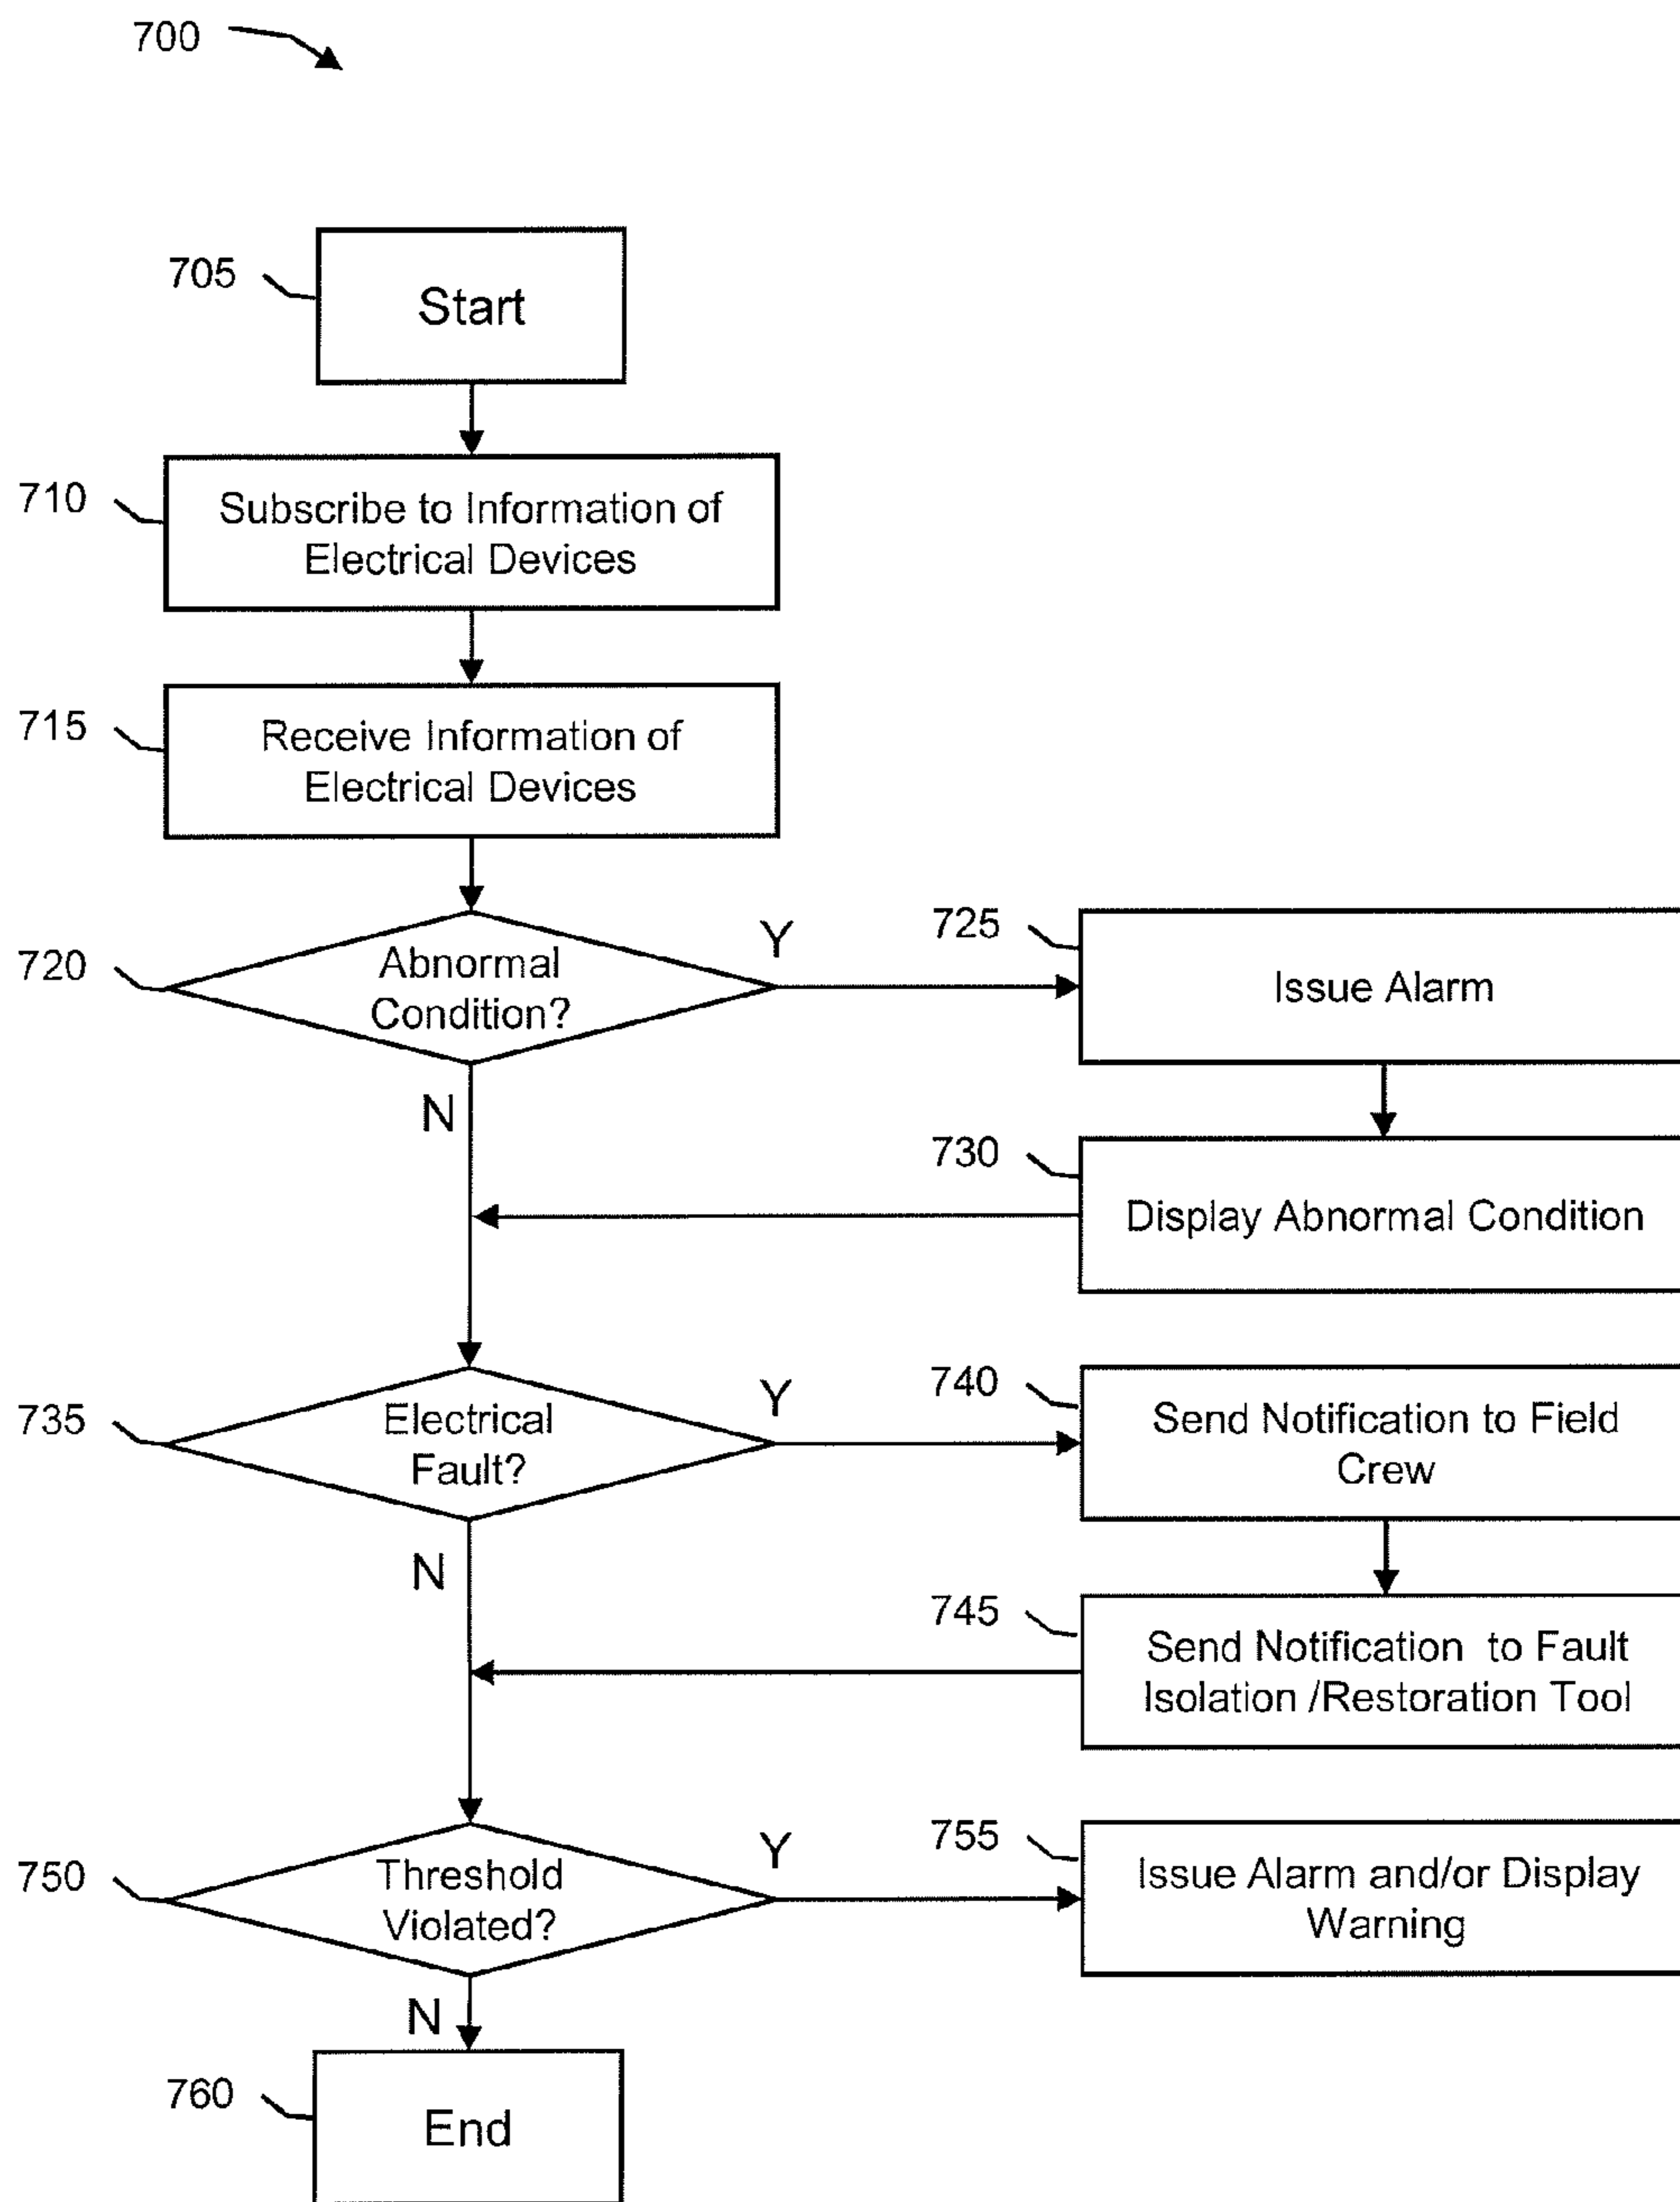 700
705
Start
710
Subscribe to Information of
Electrical Devices
715
Receive Information of
Electrical Devices
720
Abnormal
Condition?
Y
725
Issue Alarm
N
730
Display Abnormal Condition
735
Electrical
Fault?
Y
740
Send Notification to Field
Crew
N
745
Send Notification to Fault
Isolation /Restoration Tool
750
Threshold
Violated?
Y
755
Issue Alarm and/or Display
Warning
N
760
End